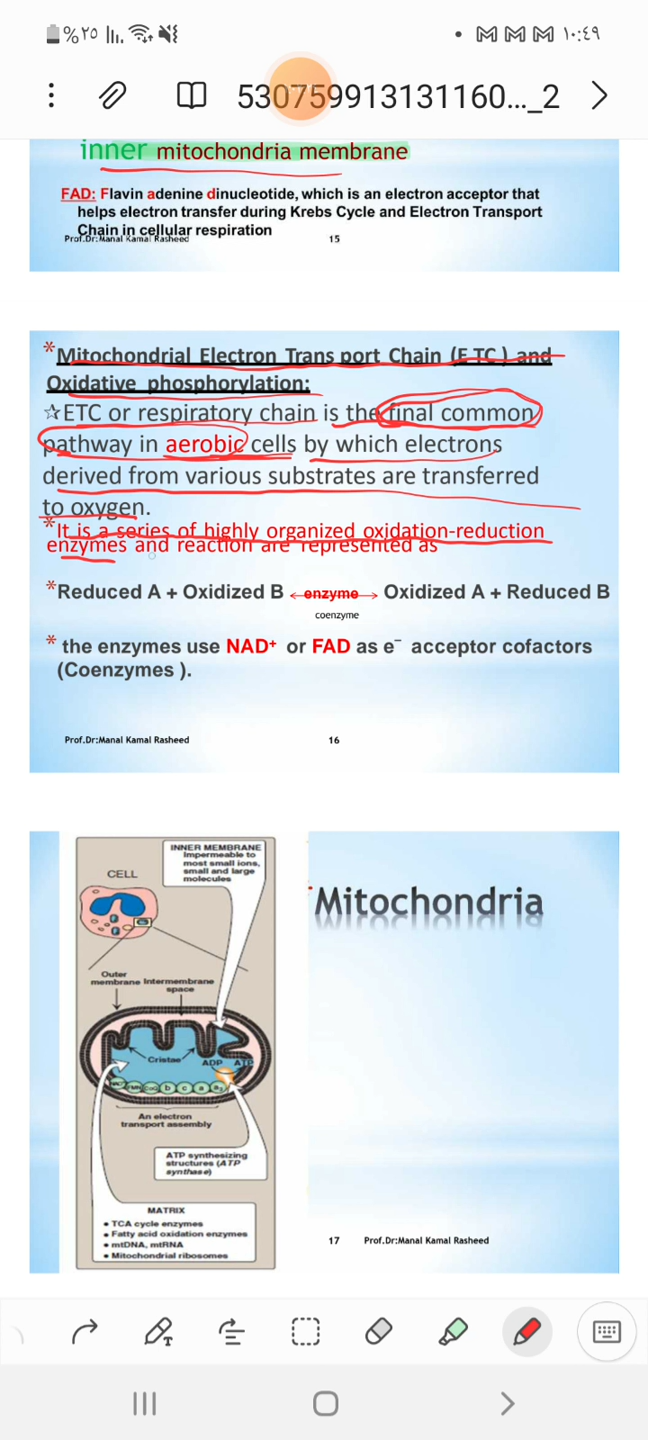 %٢٥
١٠:٤٩
530759913131160..._2
inner mitochondria membrane
FAD: Flavin adenine dinucleotide, which is an electron acceptor that
helps electron transfer during Krebs Cycle and Electron Transport
Chain in cellular respiration
Prof.Dr:Manal Kamal Rasheed 15
*Mitochondrial Electron Trans port Chain (E TC ) and
Oxidative phosphorylation:
☆ETC or respiratory chain is the final common
pathway in aerobic cells by which electrons
derived from various substrates are transferred
to oxygen.
*It is a series of highly organized oxidation-reduction
enzymes and reaction are represented as
*Reduced A + Oxidized B ←enzyme→ Oxidized A + Reduced B
coenzyme
* the enzymes use NAD⁺ or FAD as e⁻ acceptor cofactors
(Coenzymes ).
Prof.Dr:Manal Kamal Rasheed 16
INNER MEMBRANE
Impermeable to
most small ions,
small and large
molecules
CELL
Mitochondria
Outer
membrane
Intermembrane
space
Cristae
ADP ATP
FMN CoQ b c a a₃
An electron
transport assembly
ATP synthesizing
structures (ATP
synthase)
MATRIX
• TCA cycle enzymes
• Fatty acid oxidation enzymes
• mtDNA, mtRNA
• Mitochondrial ribosomes
17 Prof.Dr:Manal Kamal Rasheed